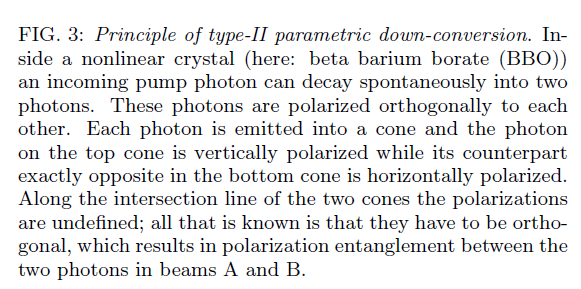 FIG. 3: Principle of type-II parametric down-conversion. In-
side a nonlinear crystal (here: beta barium borate (BBO))
an incoming pump photon can decay spontaneously into two
photons. These photons are polarized orthogonally to each
other. Each photon is emitted into a cone and the photon
on the top cone is vertically polarized while its counterpart
exactly opposite in the bottom cone is horizontally polarized.
Along the intersection line of the two cones the polarizations
are undefined; all that is known is that they have to be ortho-
gonal, which results in polarization entanglement between the
two photons in beams A and B.